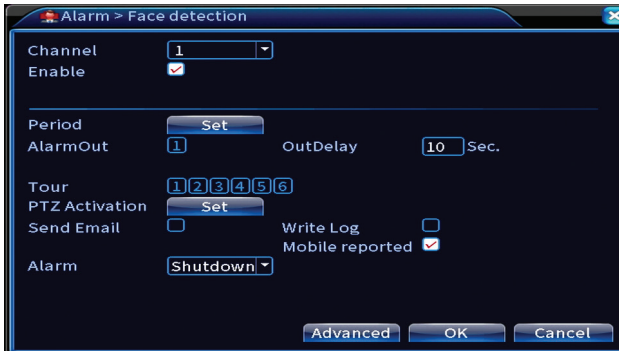 Alarm > Face detection
Channel 1
Enable
Period Set
AlarmOut 1 OutDelay 10 Sec.
Tour 1 2 3 4 5 6
PTZ Activation Set
Send Email Write Log
Mobile reported
Alarm Shutdown
Advanced OK Cancel